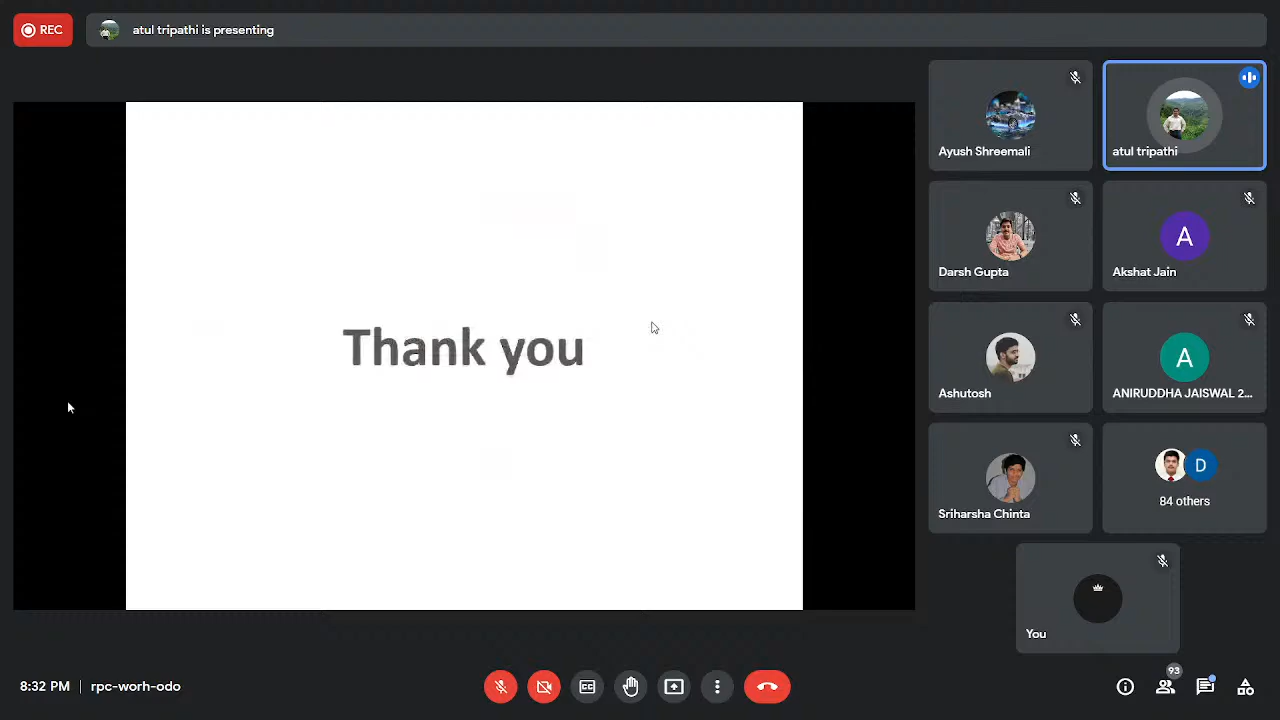 REC
atul tripathi is presenting
Ayush Shreemali
atul tripathi
Darsh Gupta
A
Akshat Jain
Thank you
Ashutosh
A
ANIRUDDHA JAISWAL 2...
Sriharsha Chinta
D
84 others
You
8:32 PM | rpc-worh-odo
CC
93